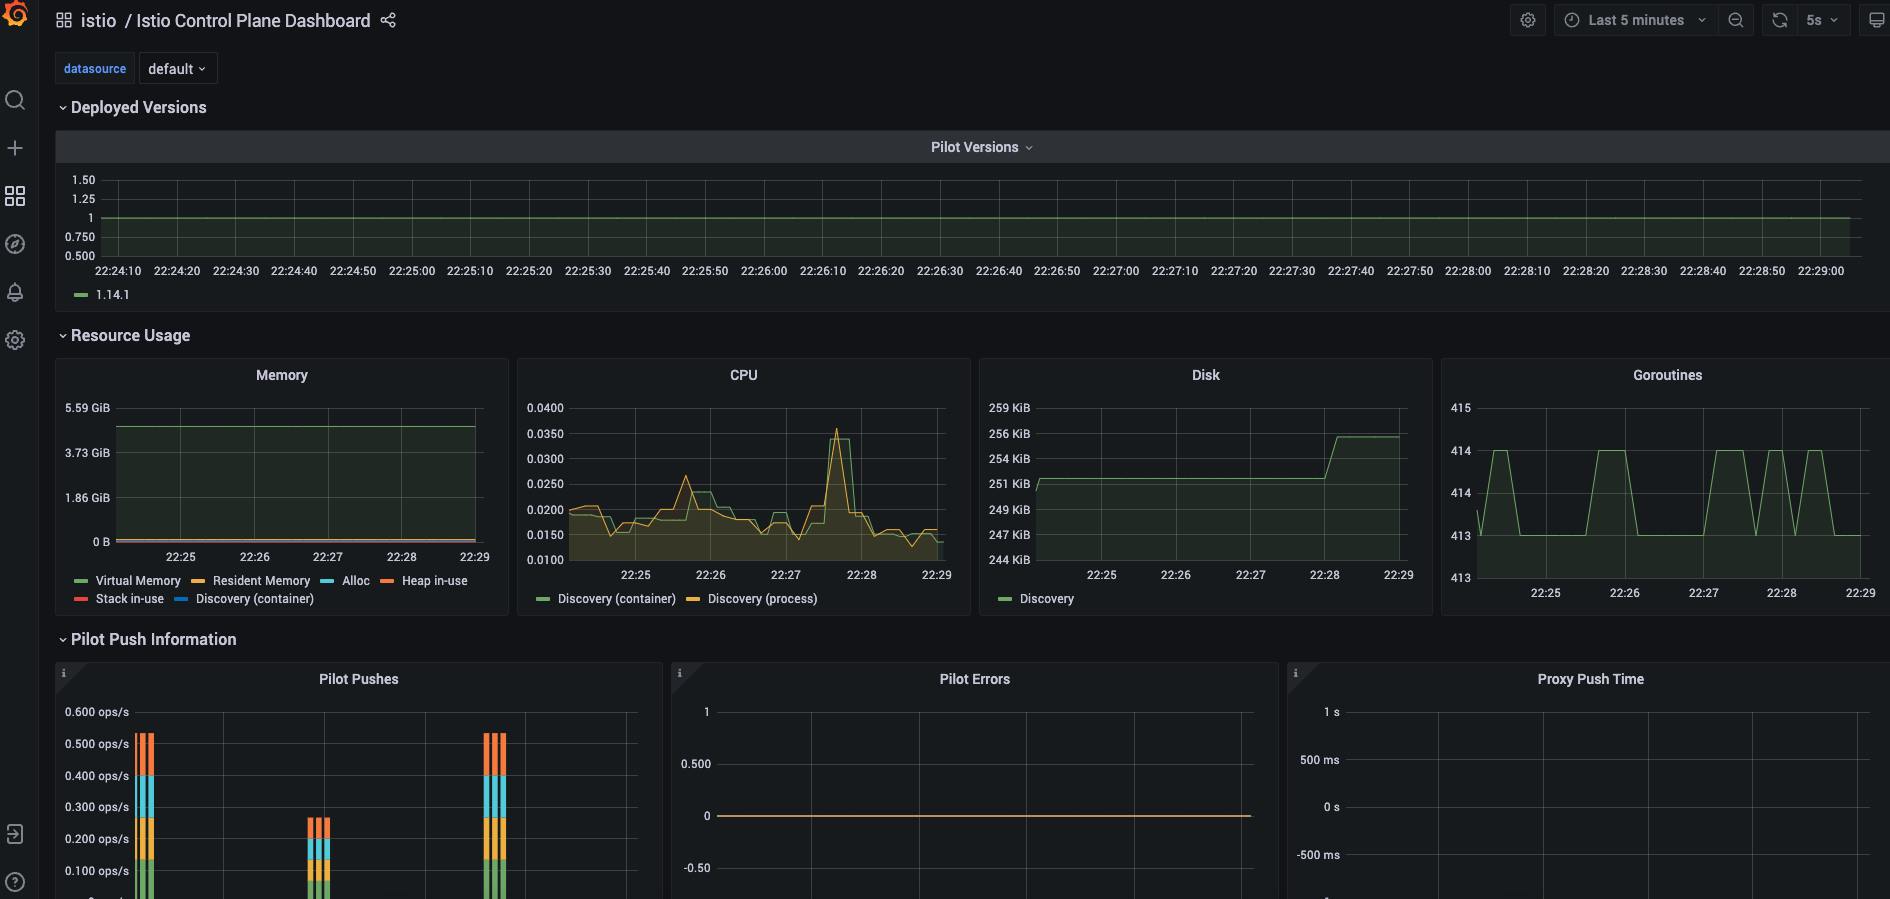 istio / Istio Control Plane Dashboard
Last 5 minutes
5s
datasource
default
Deployed Versions
Pilot Versions
1.50
1.25
1
0.750
0.500
22:24:10 22:24:20 22:24:30 22:24:40 22:24:50 22:25:00 22:25:10 22:25:20 22:25:30 22:25:40 22:25:50 22:26:00 22:26:10 22:26:20 22:26:30 22:26:40 22:26:50 22:27:00 22:27:10 22:27:20 22:27:30 22:27:40 22:27:50 22:28:00 22:28:10 22:28:20 22:28:30 22:28:40 22:28:50 22:29:00
1.14.1
Resource Usage
Memory
5.59 GiB
3.73 GiB
1.86 GiB
0 B
22:25 22:26 22:27 22:28 22:29
Virtual Memory Resident Memory Alloc Heap in-use
Stack in-use Discovery (container)
CPU
0.0400
0.0350
0.0300
0.0250
0.0200
0.0150
0.0100
22:25 22:26 22:27 22:28 22:29
Discovery (container) Discovery (process)
Disk
259 KiB
256 KiB
254 KiB
251 KiB
249 KiB
247 KiB
244 KiB
22:25 22:26 22:27 22:28 22:29
Discovery
Goroutines
415
414
414
413
413
22:25 22:26 22:27 22:28 22:29
Pilot Push Information
i
Pilot Pushes
0.600 ops/s
0.500 ops/s
0.400 ops/s
0.300 ops/s
0.200 ops/s
0.100 ops/s
i
Pilot Errors
1
0.500
0
-0.50
i
Proxy Push Time
1 s
500 ms
0 s
-500 ms